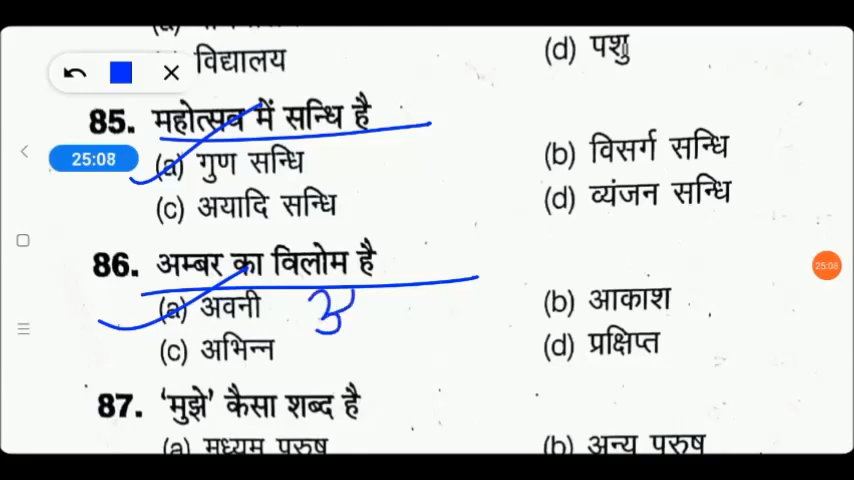 विद्यालय (d) पशु
85. महोत्सव में सन्धि है
25:08 (a) गुण सन्धि (b) विसर्ग सन्धि
(c) अयादि सन्धि (d) व्यंजन सन्धि
86. अम्बर का विलोम है
25:08
(a) अवनी (b) आकाश
(c) अभिन्न (d) प्रक्षिप्त
87. ‘मुझे’ कैसा शब्द है
(a) मध्यम पुरुष (b) अन्य पुरुष